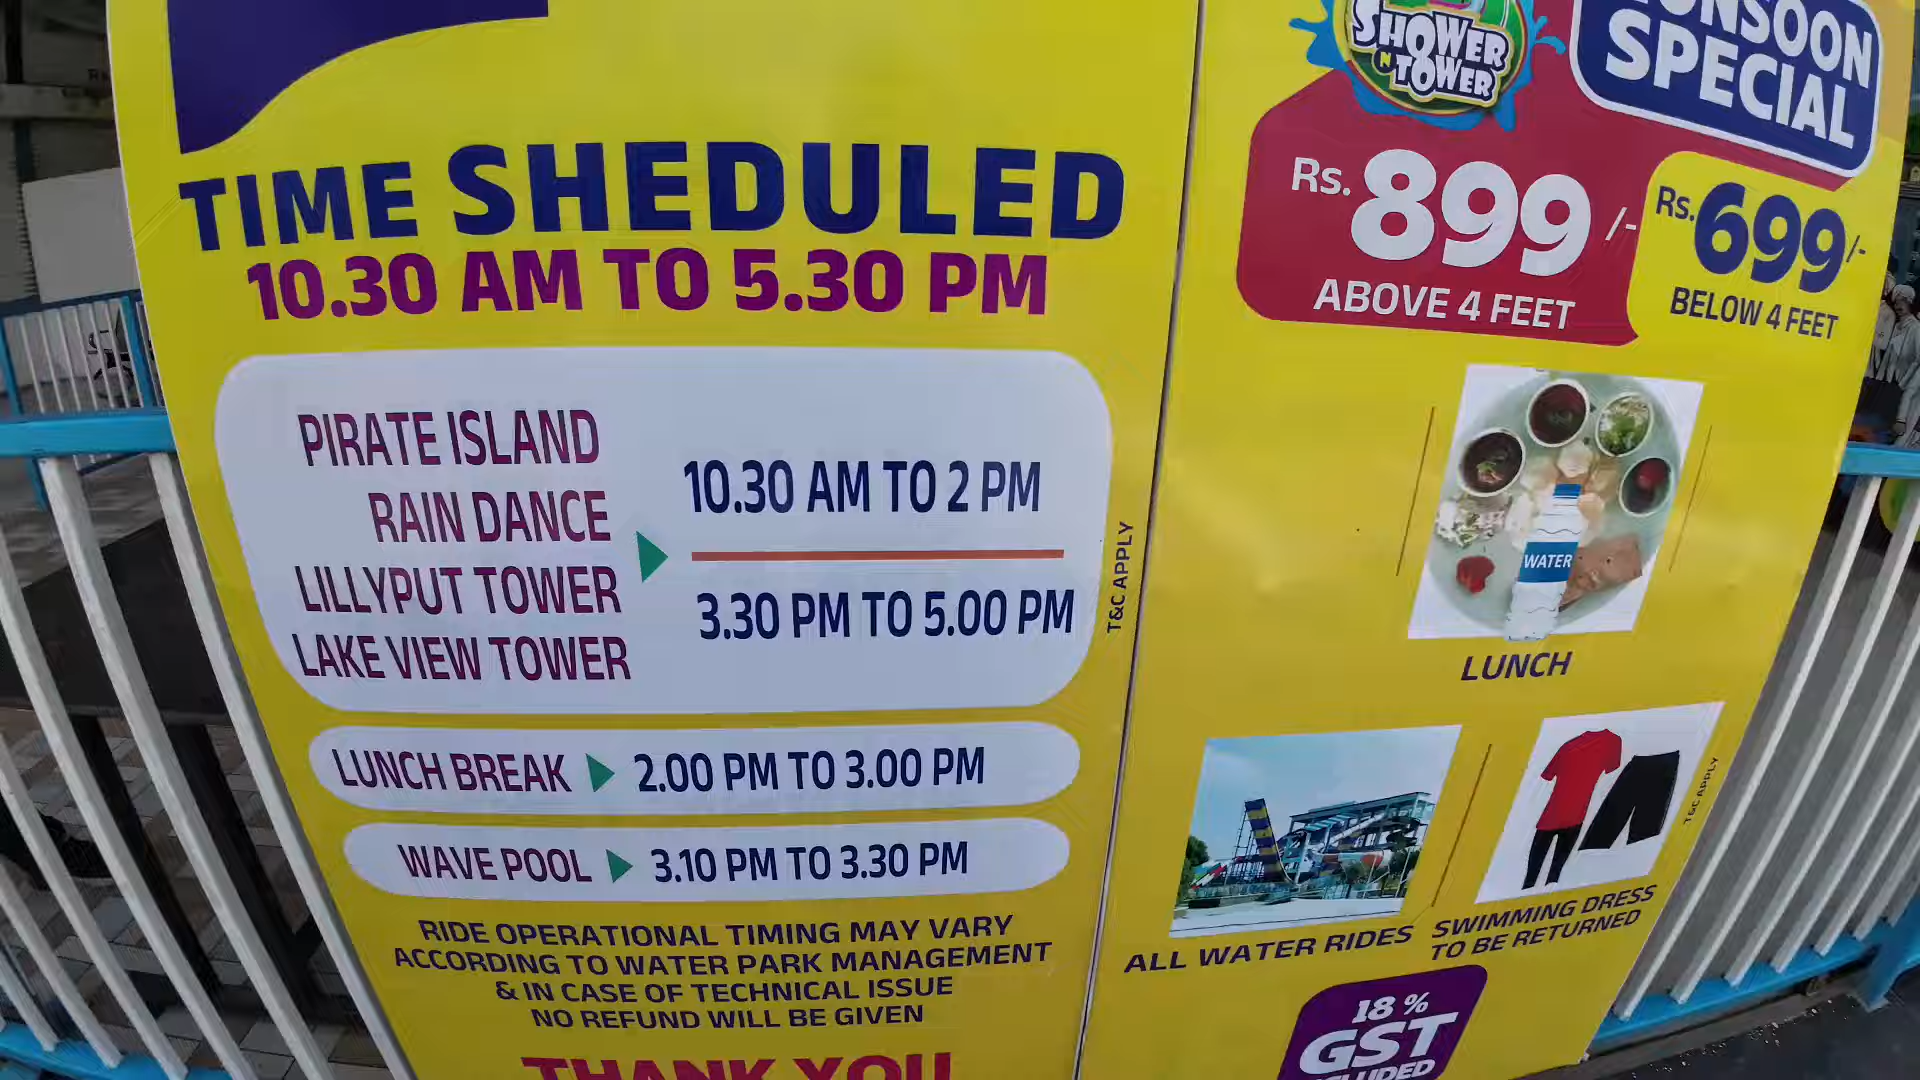 TIME SHEDULED
10.30 AM TO 5.30 PM
PIRATE ISLAND
RAIN DANCE
LILLYPUT TOWER
LAKE VIEW TOWER
10.30 AM TO 2 PM
3.30 PM TO 5.00 PM
T&C APPLY
LUNCH BREAK 2.00 PM TO 3.00 PM
WAVE POOL 3.10 PM TO 3.30 PM
RIDE OPERATIONAL TIMING MAY VARY
ACCORDING TO WATER PARK MANAGEMENT
& IN CASE OF TECHNICAL ISSUE
NO REFUND WILL BE GIVEN
THANK YOU
SHOWER
N TOWER
MONSOON
SPECIAL
Rs. 899/-
ABOVE 4 FEET
Rs. 699/-
BELOW 4 FEET
WATER
LUNCH
ALL WATER RIDES
SWIMMING DRESS
TO BE RETURNED
T&C APPLY
18 %
GST